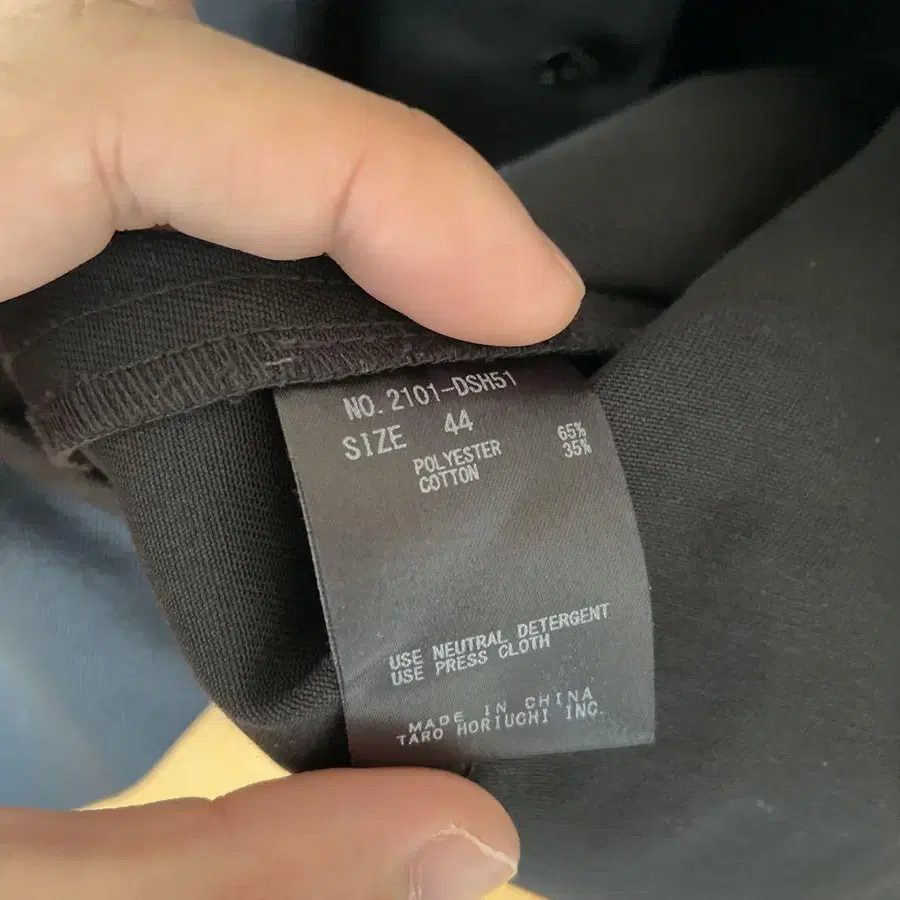 NO. 2101-DSH51
SIZE 44
POLYESTER 65%
COTTON 35%
USE NEUTRAL DETERGENT
USE PRESS CLOTH
MADE IN CHINA
TARO HORIUCHI INC.